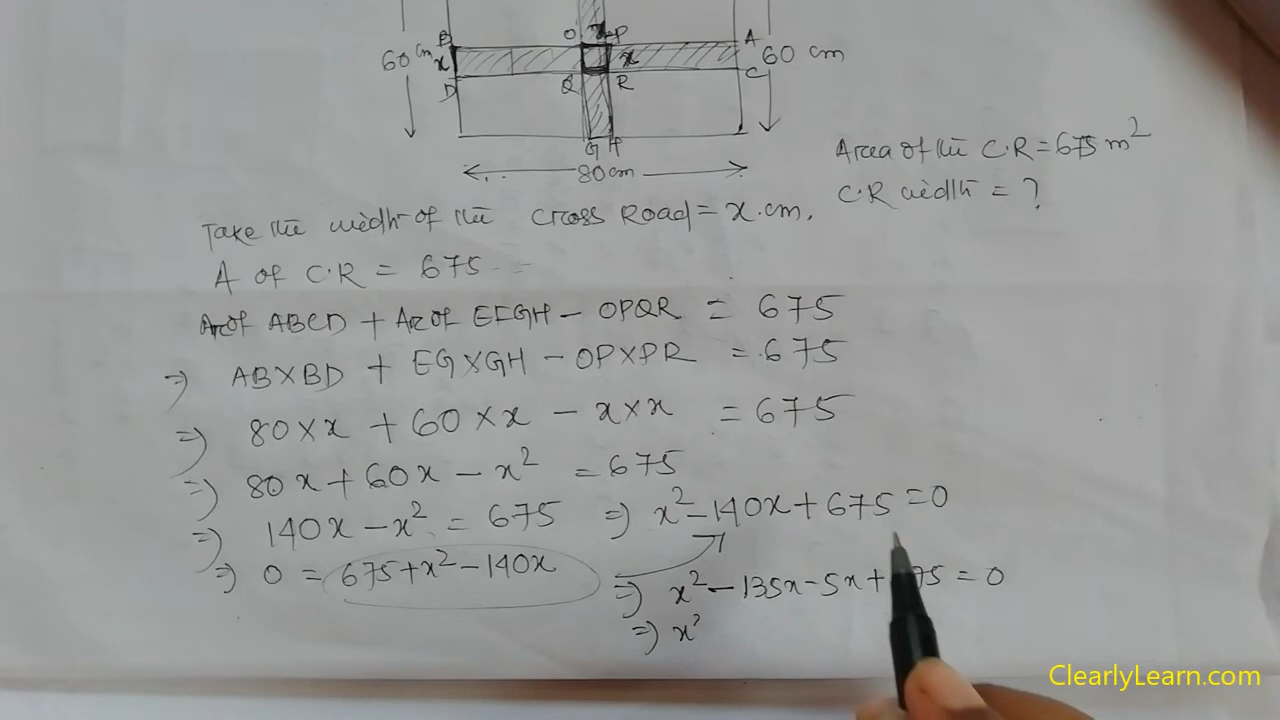 O P
B A
60 cm x x 60 cm
D Q R C
G H
80cm
Area of the C.R = 675 m²
C.R width = ?
Take the width of the Cross Road = x.cm.
A of C.R = 675
Ar of ABCD + Ar of EFGH - OPQR = 675
=) AB×BD + EG×GH - OP×PR = 675
=) 80×x + 60×x - x×x = 675
=) 80x + 60x - x² = 675
=) 140x - x² = 675 =) x² - 140x + 675 = 0
=) 0 = 675 + x² - 140x
=) x² - 135x - 5x + 75 = 0
=) x²
ClearlyLearn.com